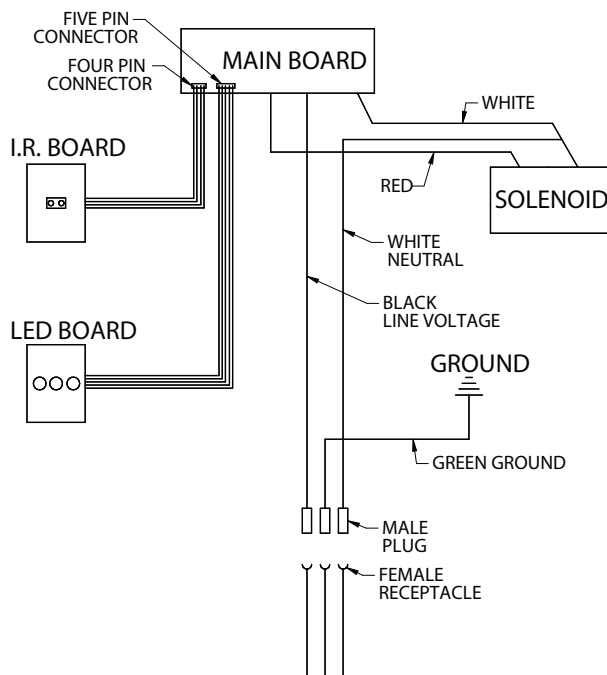 FIVE PIN
CONNECTOR
FOUR PIN
CONNECTOR
MAIN BOARD
WHITE
I.R. BOARD
RED
SOLENOID
WHITE
NEUTRAL
BLACK
LINE VOLTAGE
LED BOARD
GROUND
GREEN GROUND
MALE
PLUG
FEMALE
RECEPTACLE